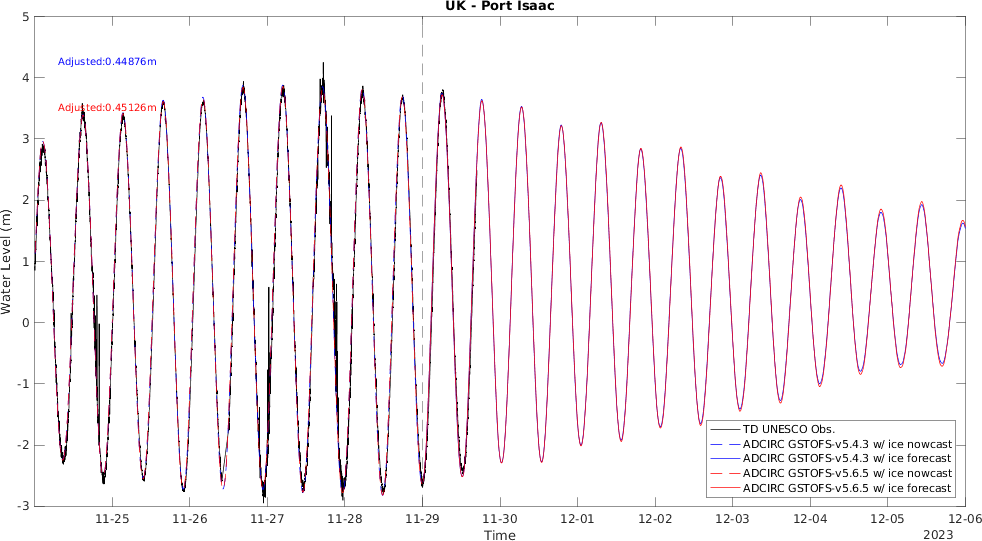 UK - Port Isaac
5
4
3
2
1
0
-1
-2
-3
Water Level (m)
Adjusted:0.44876m
Adjusted:0.45126m
TD UNESCO Obs.
ADCIRC GSTOFS-v5.4.3 w/ ice nowcast
ADCIRC GSTOFS-v5.4.3 w/ ice forecast
ADCIRC GSTOFS-v5.6.5 w/ ice nowcast
ADCIRC GSTOFS-v5.6.5 w/ ice forecast
11-25 11-26 11-27 11-28 11-29 11-30 12-01 12-02 12-03 12-04 12-05 12-06
Time
2023